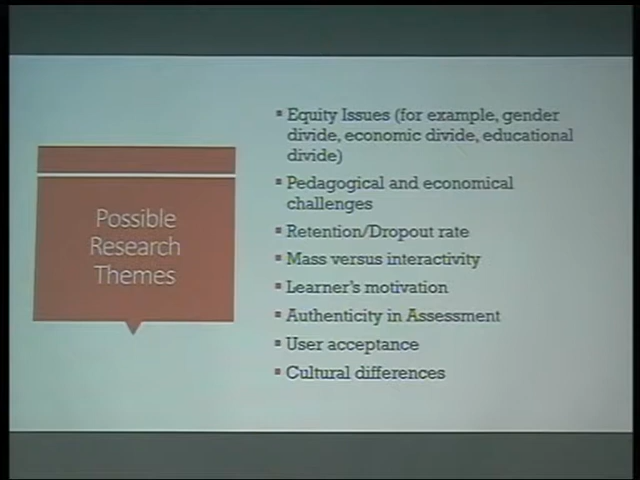 Possible
Research
Themes
Equity Issues (for example, gender
divide, economic divide, educational
divide)
Pedagogical and economical
challenges
Retention/Dropout rate
Mass versus interactivity
Learner's motivation
Authenticity in Assessment
User acceptance
Cultural differences